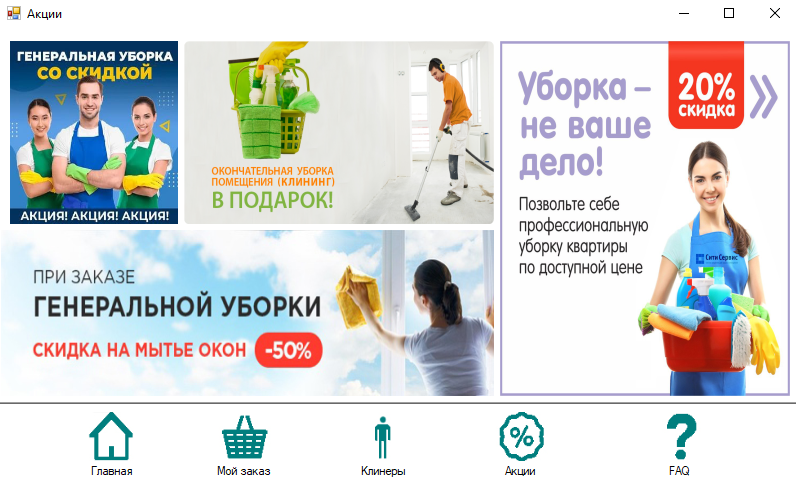 Акции
ГЕНЕРАЛЬНАЯ УБОРКА
СО СКИДКОЙ
АКЦИЯ! АКЦИЯ! АКЦИЯ!
ОКОНЧАТЕЛЬНАЯ УБОРКА
ПОМЕЩЕНИЯ (КЛИНИНГ)
В ПОДАРОК!
ПРИ ЗАКАЗЕ
ГЕНЕРАЛЬНОЙ УБОРКИ
СКИДКА НА МЫТЬЕ ОКОН -50%
Уборка –
не ваше
дело!
20%
скидка
Позвольте себе
профессиональную
уборку квартиры
по доступной цене
Сити Сервис
Главная
Мой заказ
Клинеры
%
Акции
?
FAQ